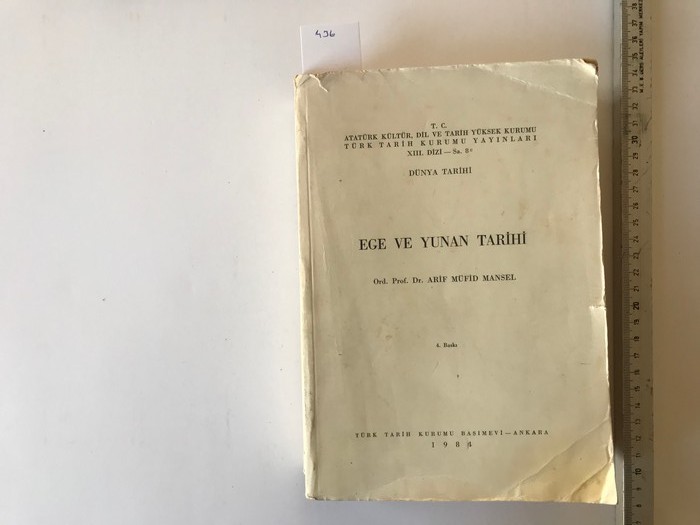 436
T. C.
ATATÜRK KÜLTÜR, DİL VE TARİH YÜKSEK KURUMU
TÜRK TARİH KURUMU YAYINLARI
XIII. DİZİ — Sa. 8ᵃ
DÜNYA TARİHİ
EGE VE YUNAN TARİHİ
Ord. Prof. Dr. ARİF MÜFİD MANSEL
4. Baskı
TÜRK TARİH KURUMU BASIMEVİ — ANKARA
1984